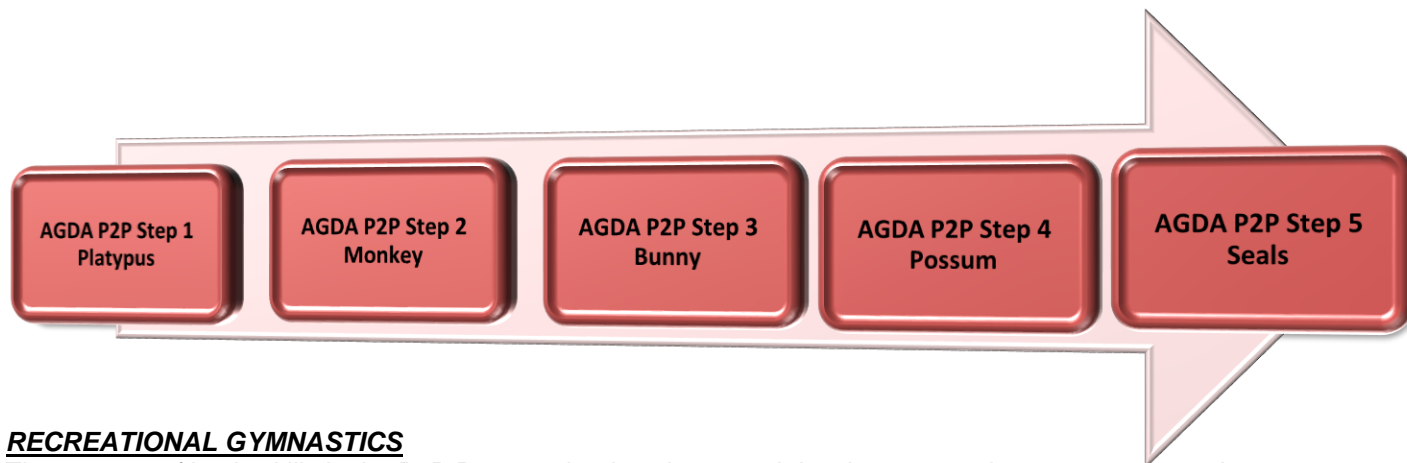 AGDA P2P Step 1
Platypus
AGDA P2P Step 2
Monkey
AGDA P2P Step 3
Bunny
AGDA P2P Step 4
Possum
AGDA P2P Step 5
Seals
RECREATIONAL GYMNASTICS